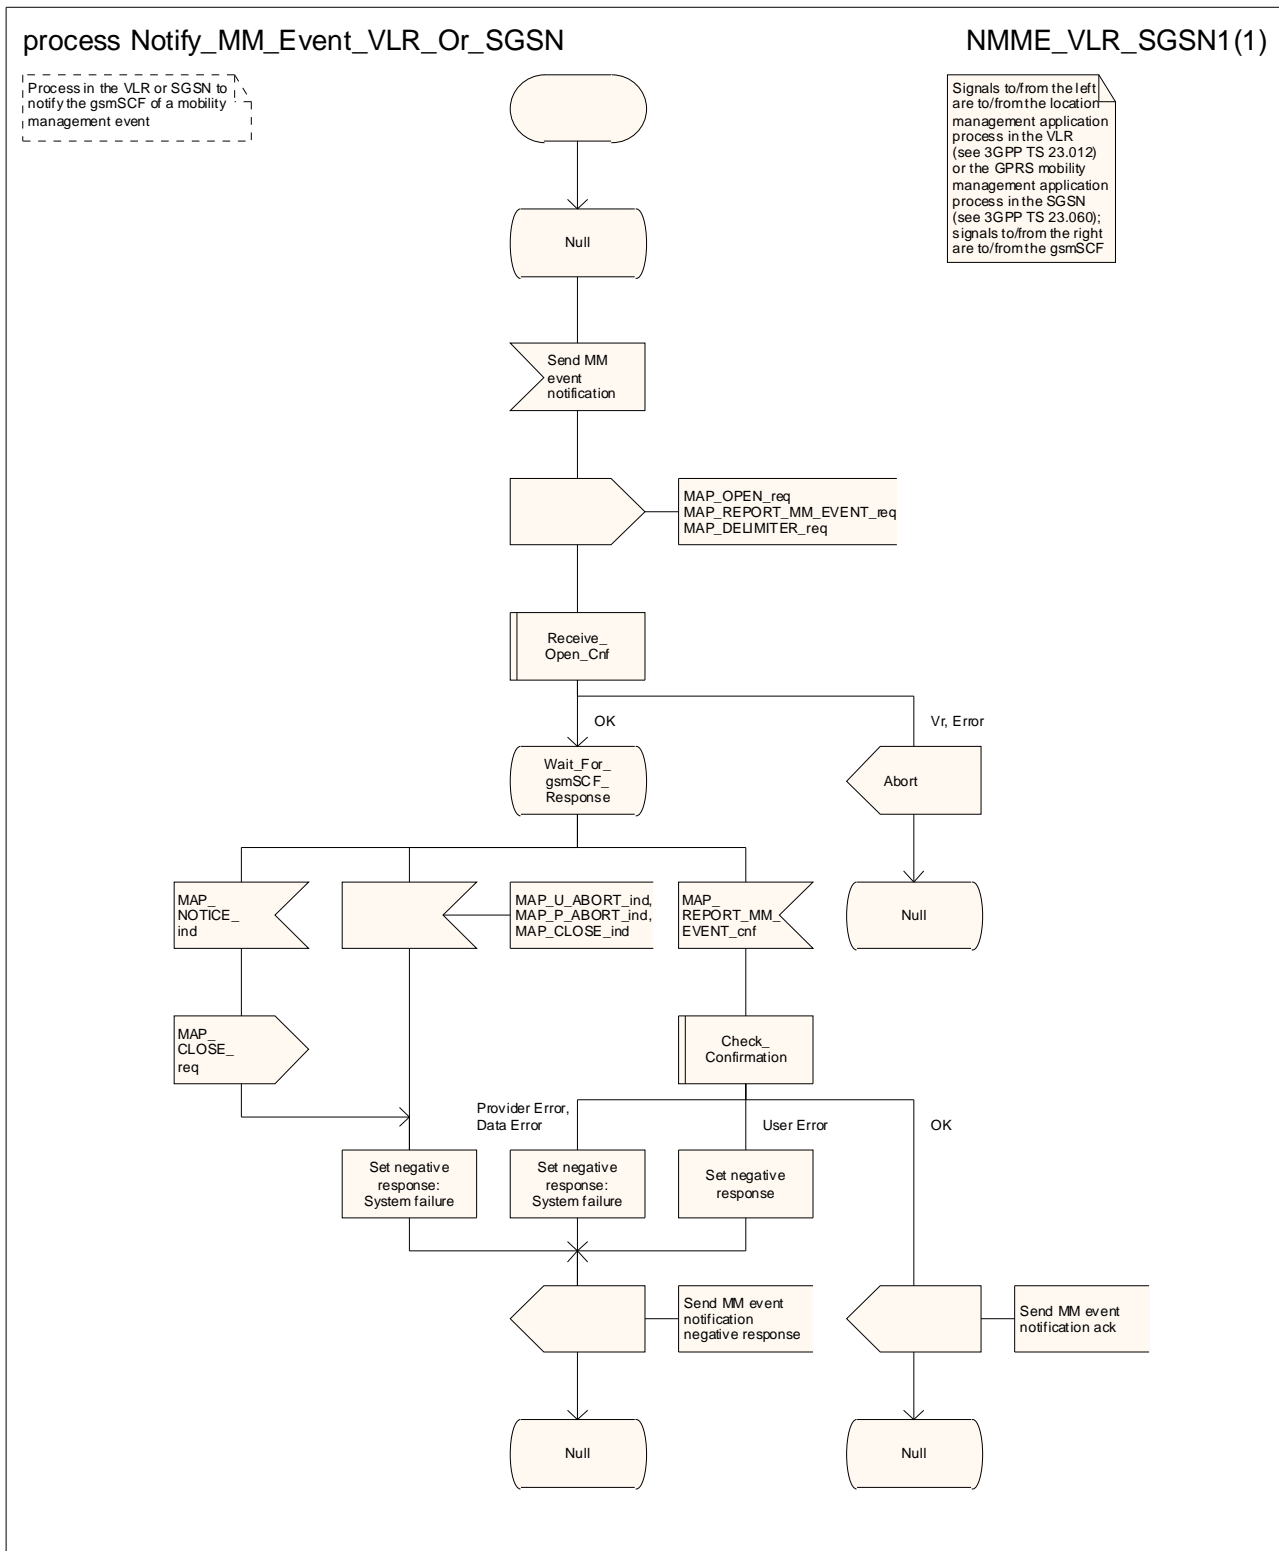 process Notify_MM_Event_VLR_Or_SGSN
NMME_VLR_SGSN1(1)
Process in the VLR or SGSN to
notify the gsmSCF of a mobility
management event
Signals to/from the left
are to/from the location
management application
process in the VLR
(see 3GPP TS 23.012)
or the GPRS mobility
management application
process in the SGSN
(see 3GPP TS 23.060);
signals to/from the right
are to/from the gsmSCF
Null
Send MM
event
notification
MAP_OPEN_req
MAP_REPORT_MM_EVENT_req
MAP_DELIMITER_req
Receive_
Open_Cnf
OK
Vr, Error
Wait_For_
gsmSCF_
Response
Abort
MAP_
NOTICE_
ind
MAP_U_ABORT_ind,
MAP_P_ABORT_ind,
MAP_CLOSE_ind
MAP_
REPORT_MM_
EVENT_cnf
Null
MAP_
CLOSE_
req
Check_
Confirmation
Provider Error,
Data Error
User Error
OK
Set negative
response:
System failure
Set negative
response:
System failure
Set negative
response
Send MM event
notification
negative response
Send MM event
notification ack
Null
Null